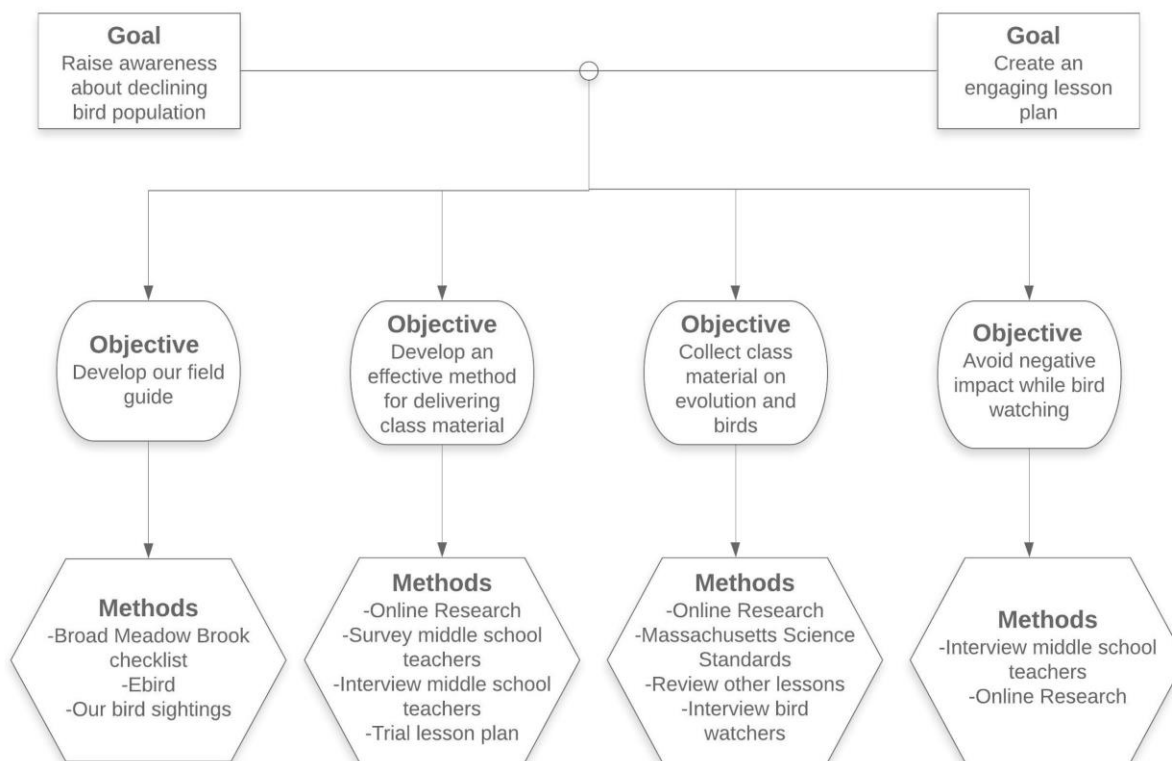 Goal
Raise awareness
about declining
bird population
Goal
Create an
engaging lesson
plan
Objective
Develop our field
guide
Objective
Develop an
effective method
for delivering
class material
Objective
Collect class
material on
evolution and
birds
Objective
Avoid negative
impact while bird
watching
Methods
-Broad Meadow Brook
checklist
-Ebird
-Our bird sightings
Methods
-Online Research
-Survey middle school
teachers
-Interview middle school
teachers
-Trial lesson plan
Methods
-Online Research
-Massachusetts Science
Standards
-Review other lessons
-Interview bird
watchers
Methods
-Interview middle school
teachers
-Online Research